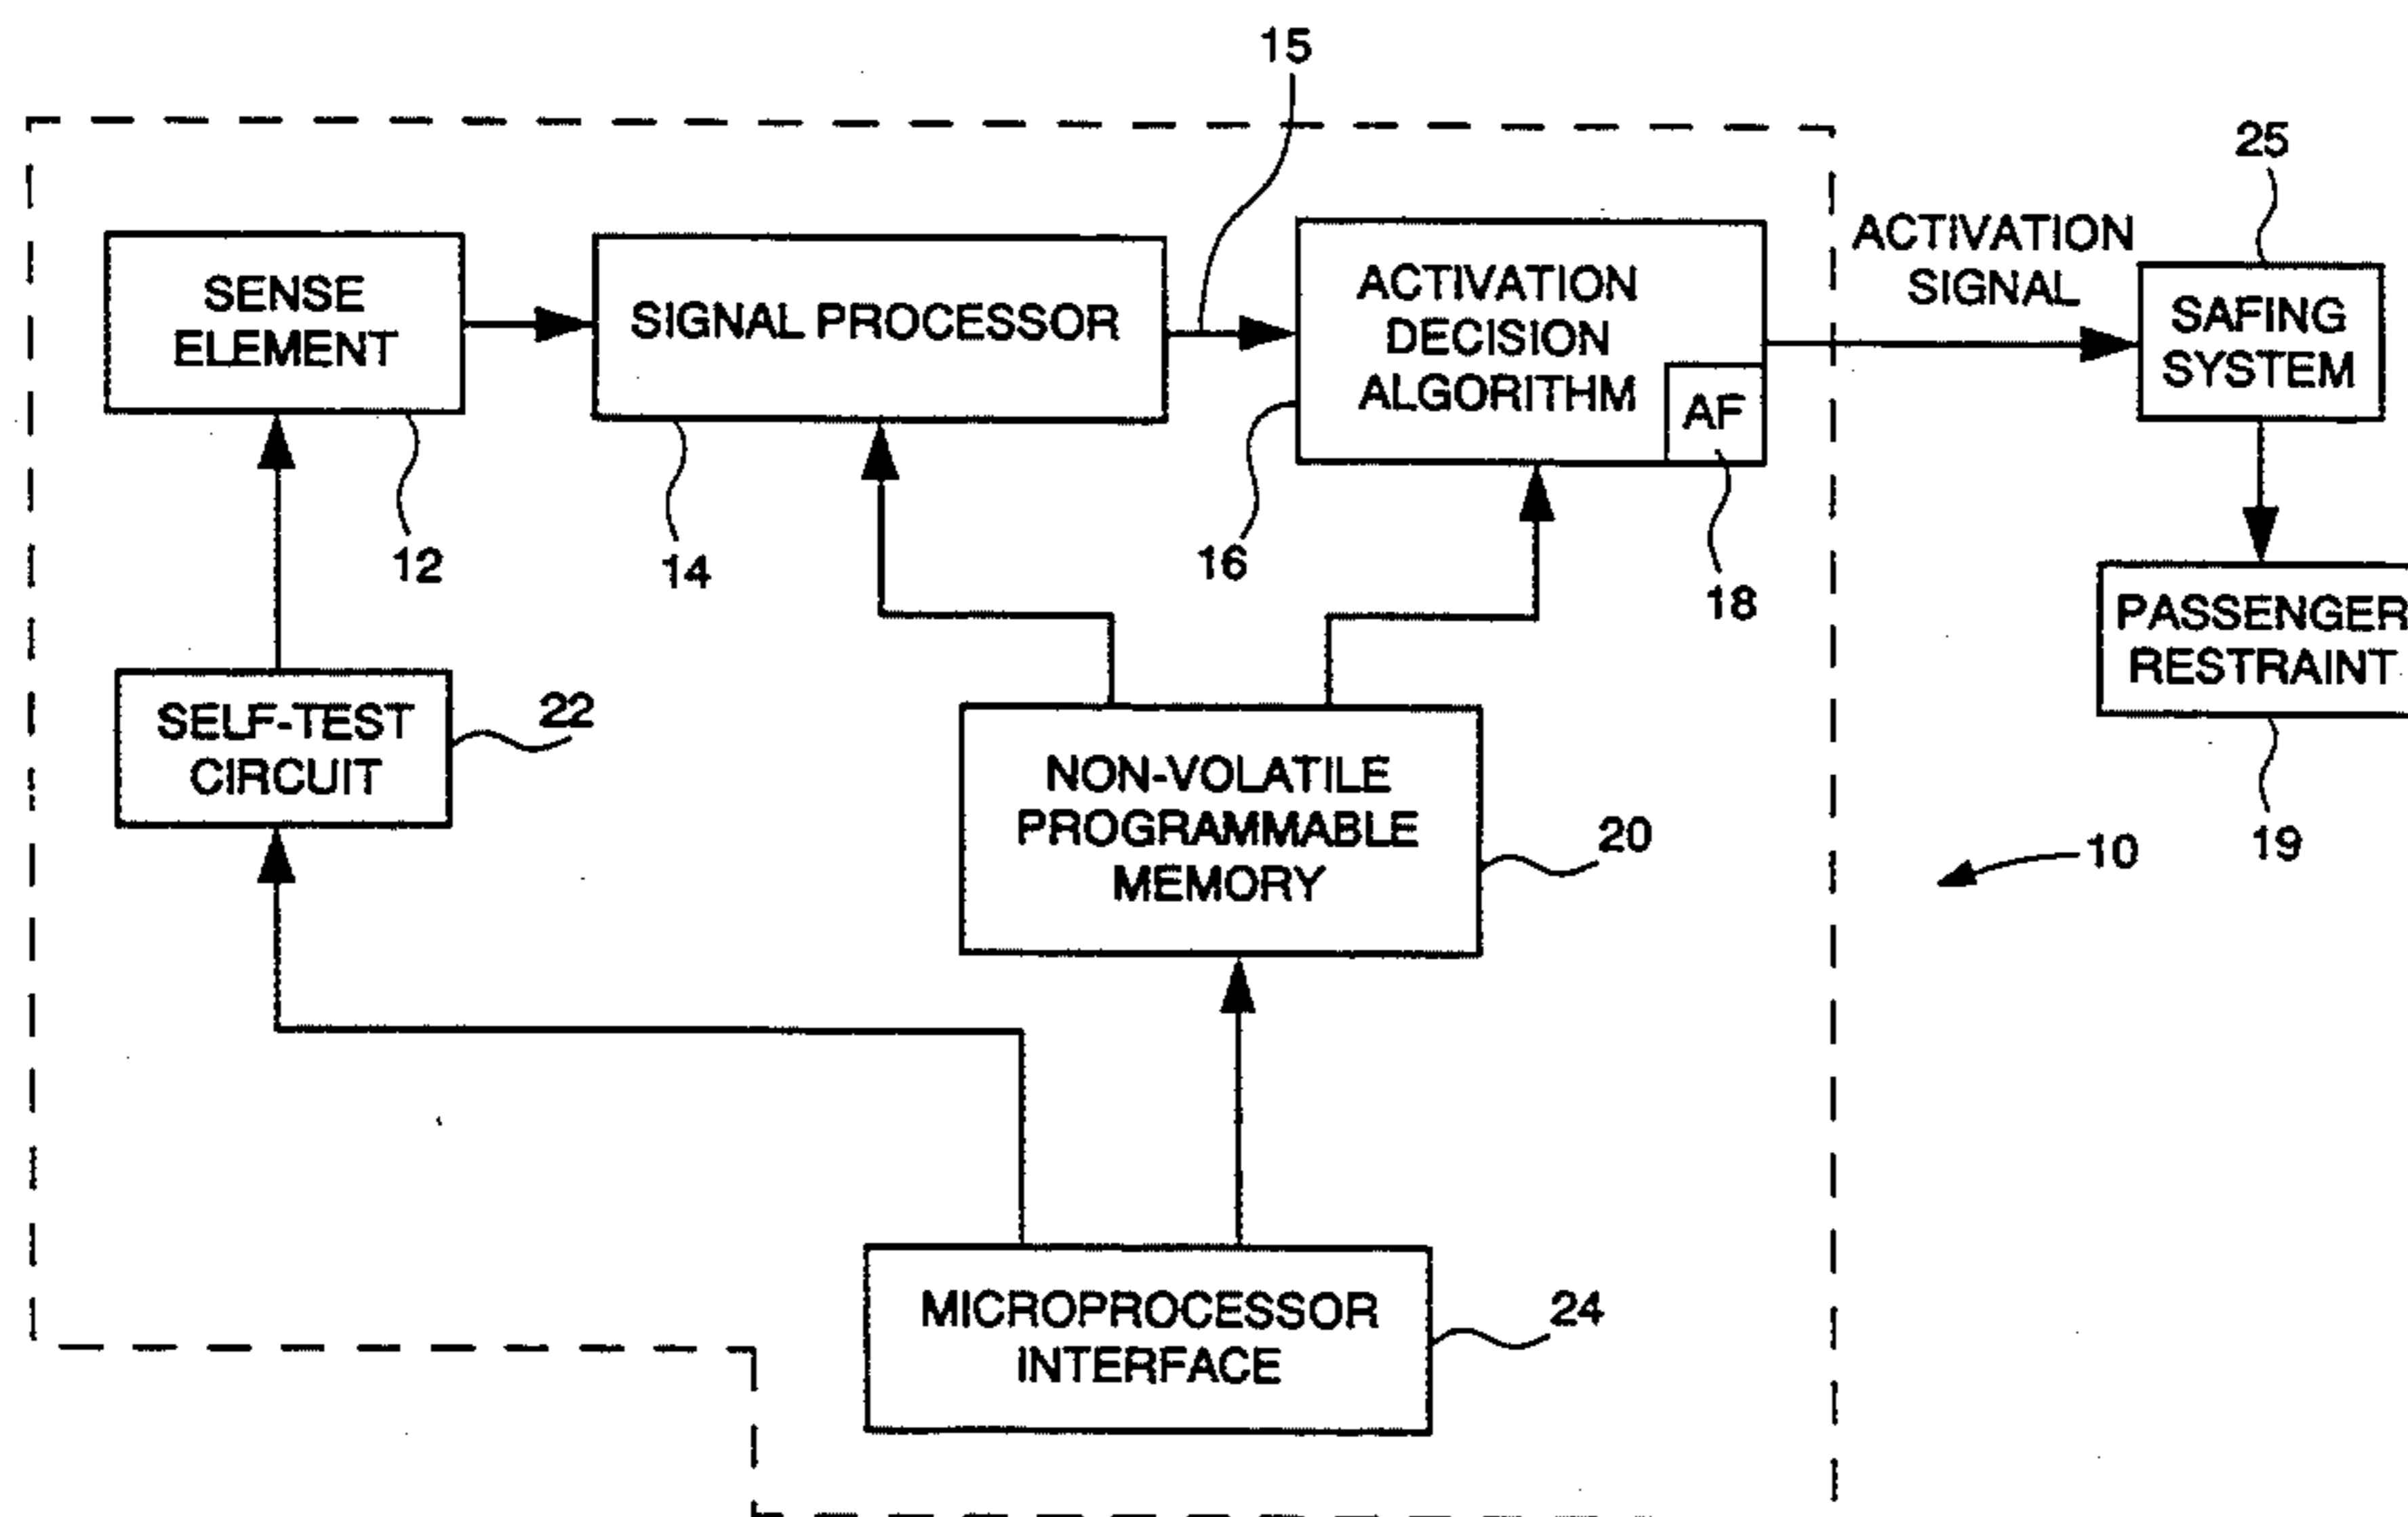 15
25
ACTIVATION
SIGNAL
SENSE
ELEMENT
SIGNAL PROCESSOR
ACTIVATION
DECISION
ALGORITHM
AF
SAFING
SYSTEM
12
14
16
18
PASSENGER
RESTRAINT
SELF-TEST
CIRCUIT
22
NON-VOLATILE
PROGRAMMABLE
MEMORY
20
19
10
MICROPROCESSOR
INTERFACE
24